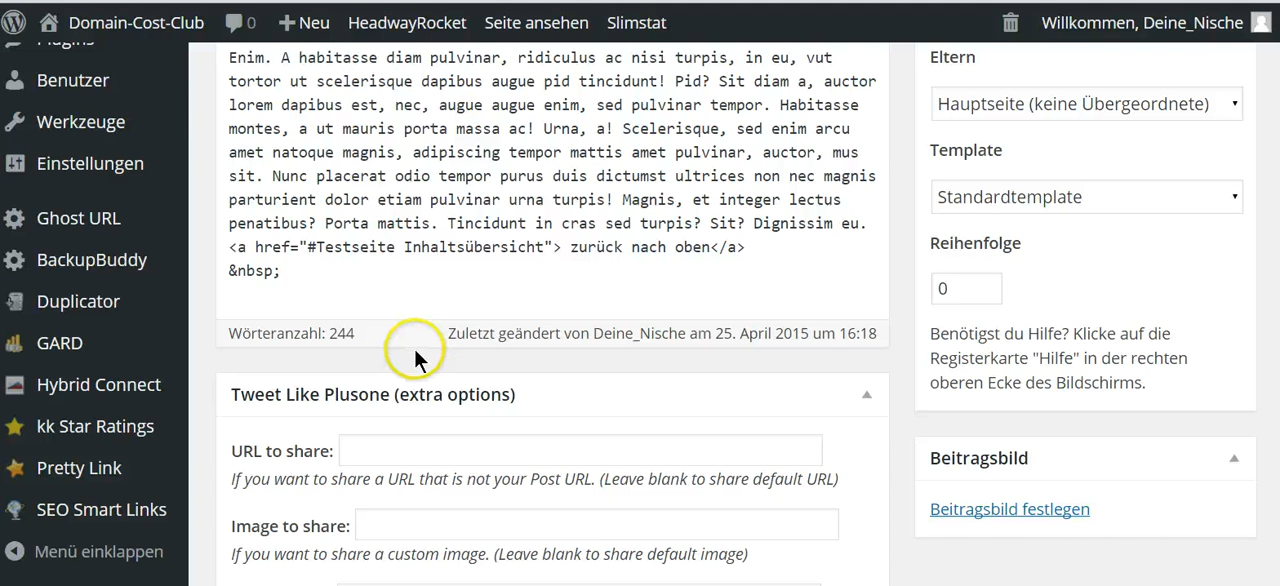 Domain-Cost-Club 0 Neu HeadwayRocket Seite ansehen Slimstat Willkommen, Deine_Nische
Plugins
Benutzer
Werkzeuge
Einstellungen
Ghost URL
BackupBuddy
Duplicator
GARD
Hybrid Connect
kk Star Ratings
Pretty Link
SEO Smart Links
Menü einklappen
Enim. A habitasse diam pulvinar, ridiculus ac nisi turpis, in eu, vut
tortor ut scelerisque dapibus augue pid tincidunt! Pid? Sit diam a, auctor
lorem dapibus est, nec, augue augue enim, sed pulvinar tempor. Habitasse
montes, a ut mauris porta massa ac! Urna, a! Scelerisque, sed enim arcu
amet natoque magnis, adipiscing tempor mattis amet pulvinar, auctor, mus
sit. Nunc placerat odio tempor purus duis dictumst ultrices non nec magnis
parturient dolor etiam pulvinar urna turpis! Magnis, et integer lectus
penatibus? Porta mattis. Tincidunt in cras sed turpis? Sit? Dignissim eu.
<a href="#Testseite Inhaltsübersicht"> zurück nach oben</a>
&nbsp;
Wörteranzahl: 244 Zuletzt geändert von Deine_Nische am 25. April 2015 um 16:18
Tweet Like Plusone (extra options)
URL to share:
If you want to share a URL that is not your Post URL. (Leave blank to share default URL)
Image to share:
If you want to share a custom image. (Leave blank to share default image)
Eltern
Hauptseite (keine Übergeordnete)
Template
Standardtemplate
Reihenfolge
0
Benötigst du Hilfe? Klicke auf die
Registerkarte "Hilfe" in der rechten
oberen Ecke des Bildschirms.
Beitragsbild
Beitragsbild festlegen